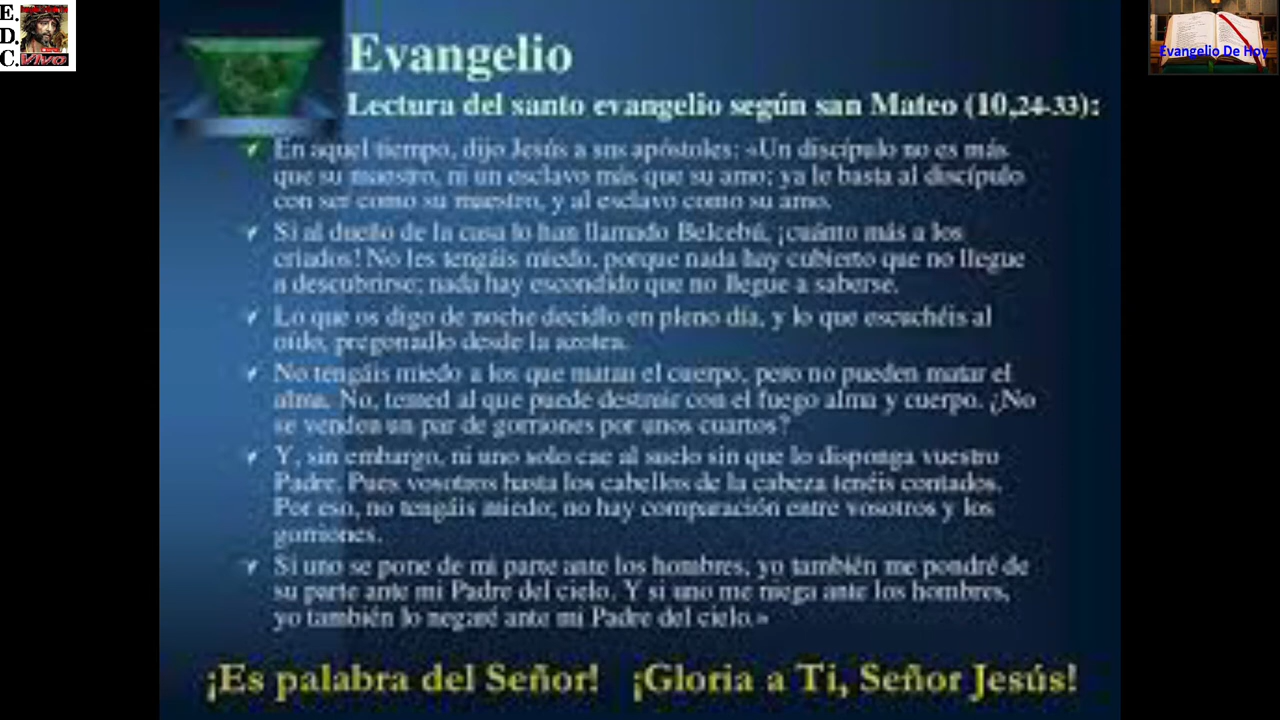 E.
D.
C.
VIVO
Evangelio De Hoy
Evangelio
Lectura del santo evangelio según san Mateo (10,24-33):
En aquel tiempo, dijo Jesús a sus apóstoles: «Un discípulo no es más
que su maestro, ni un esclavo más que su amo; ya le basta al discípulo
con ser como su maestro, y al esclavo como su amo.
Si al dueño de la casa lo han llamado Belcebú, ¡cuánto más a los
criados! No les tengáis miedo, porque nada hay cubierto que no llegue
a descubrirse; nada hay escondido que no llegue a saberse.
Lo que os digo de noche decidlo en pleno día, y lo que escuchéis al
oído, pregonadlo desde la azotea.
No tengáis miedo a los que matan el cuerpo, pero no pueden matar el
alma. No, temed al que puede destruir con el fuego alma y cuerpo. ¿No
se venden un par de gorriones por unos cuartos?
Y, sin embargo, ni uno solo cae al suelo sin que lo disponga vuestro
Padre. Pues vosotros hasta los cabellos de la cabeza tenéis contados.
Por eso, no tengáis miedo; no hay comparación entre vosotros y los
gorriones.
Si uno se pone de mi parte ante los hombres, yo también me pondré de
su parte ante mi Padre del cielo. Y si uno me niega ante los hombres,
yo también lo negaré ante mi Padre del cielo.»
¡Es palabra del Señor! ¡Gloria a Ti, Señor Jesús!